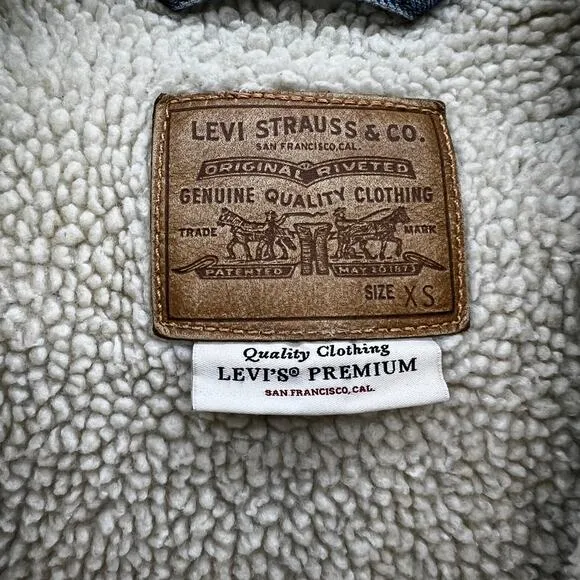 LEVI STRAUSS & CO.
SAN FRANCISCO, CAL.
ORIGINAL RIVETED
GENUINE QUALITY CLOTHING
TRADE MARK
PATENTED MAY 20 1873
SIZE XS
Quality Clothing
LEVI'S® PREMIUM
SAN FRANCISCO, CAL.